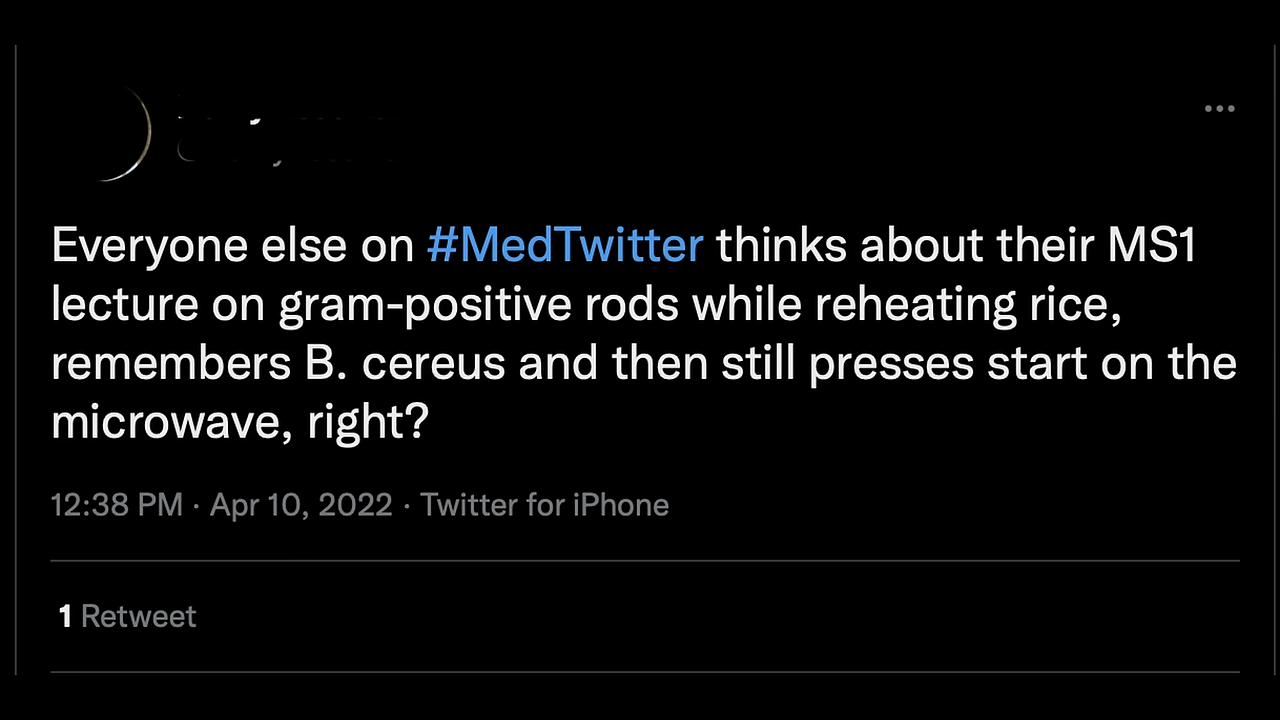 Everyone else on #MedTwitter thinks about their MS1
lecture on gram-positive rods while reheating rice,
remembers B. cereus and then still presses start on the
microwave, right?
12:38 PM · Apr 10, 2022 · Twitter for iPhone
1 Retweet